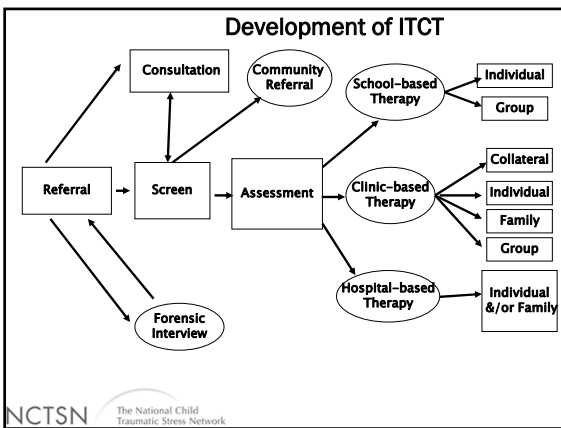 Development of ITCT
Consultation
Community
Referral
School-based
Therapy
Individual
Group
Referral
Screen
Assessment
Clinic-based
Therapy
Collateral
Individual
Family
Group
Hospital-based
Therapy
Individual
&/or Family
Forensic
Interview
NCTSN
The National Child
Traumatic Stress Network